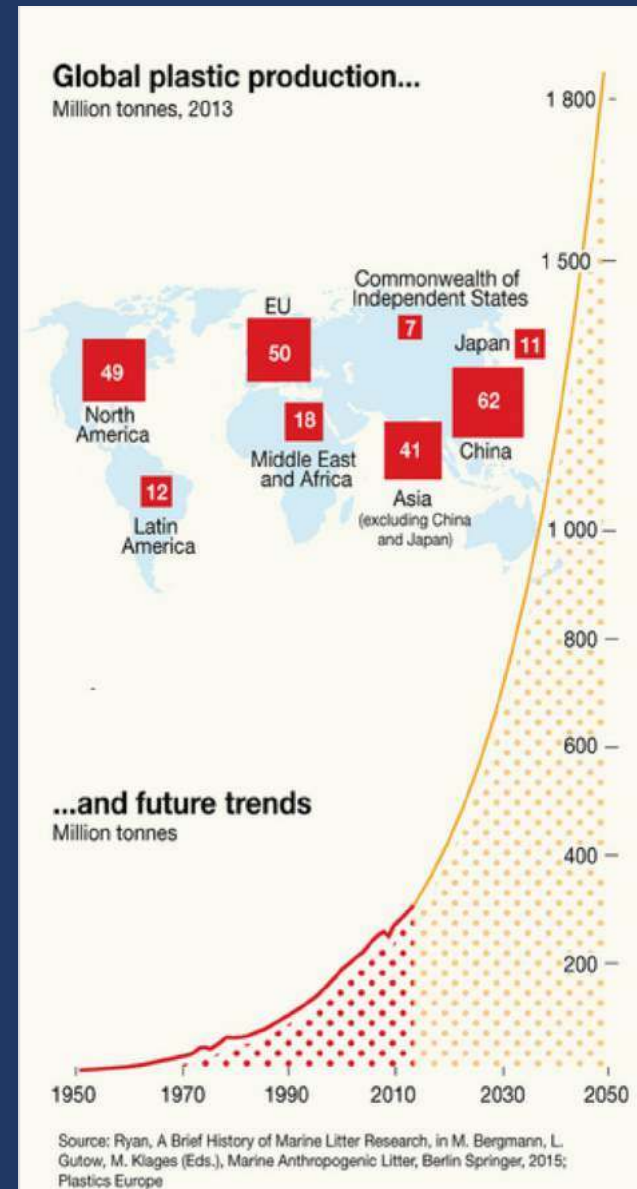 Global plastic production...
Million tonnes, 2013
1 800
1 500
Commonwealth of
Independent States
7
EU
50
Japan 11
49
North
America
62
China
18
Middle East
and Africa
41
Asia
(excluding China
and Japan)
12
Latin
America
1 000
800
600
...and future trends
Million tonnes
400
200
1950 1970 1990 2010 2030 2050
Source: Ryan, A Brief History of Marine Litter Research, in M. Bergmann, L.
Gutow, M. Klages (Eds.), Marine Anthropogenic Litter, Berlin Springer, 2015;
Plastics Europe